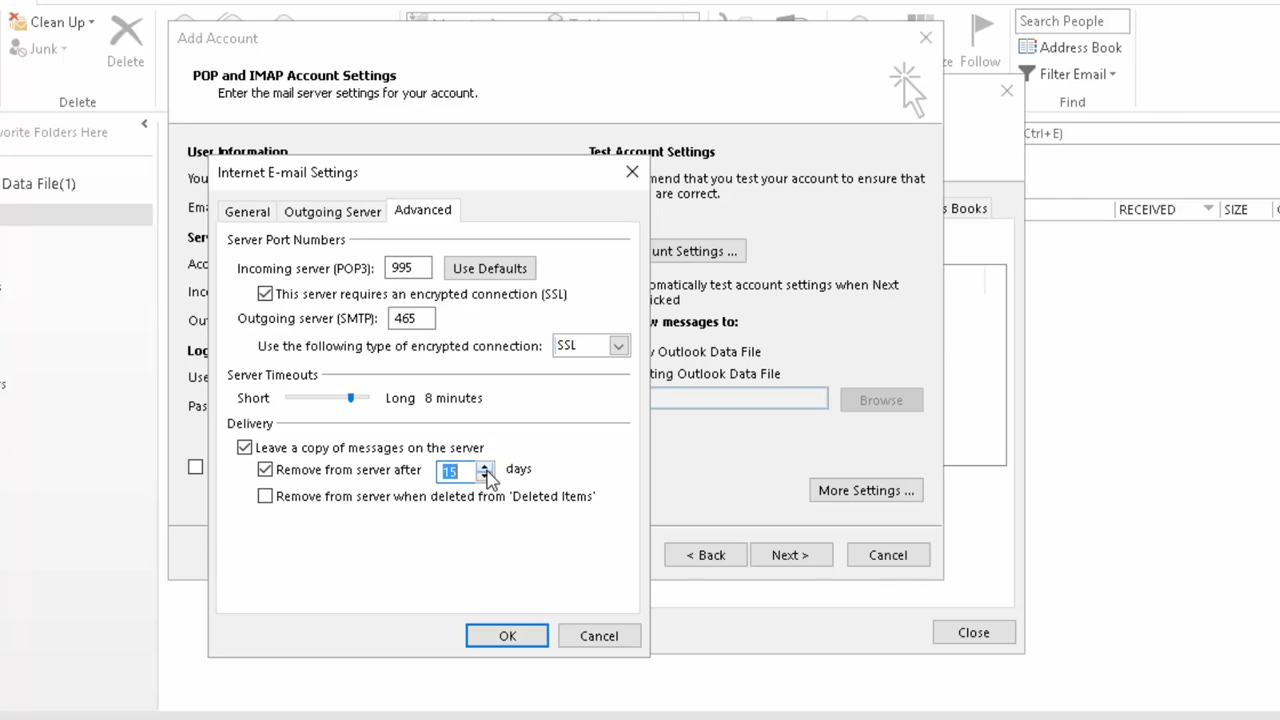 Clean Up
Junk
Delete
Delete
Search People
Address Book
Follow
Filter Email
Find
Add Account
POP and IMAP Account Settings
Enter the mail server settings for your account.
vorite Folders Here
Ctrl+E)
Data File(1)
User Information
Test Account Settings
mend that you test your account to ensure that
are correct.
Internet E-mail Settings
General
Outgoing Server
Advanced
s Books
RECEIVED
SIZE
Server Port Numbers
Incoming server (POP3): 995 Use Defaults
unt Settings ...
This server requires an encrypted connection (SSL)
omatically test account settings when Next
icked
Outgoing server (SMTP): 465
w messages to:
Use the following type of encrypted connection: SSL
v Outlook Data File
Server Timeouts
ting Outlook Data File
Short Long 8 minutes
Browse
Delivery
Leave a copy of messages on the server
Remove from server after 15 days
Remove from server when deleted from 'Deleted Items'
More Settings ...
< Back
Next >
Cancel
OK
Cancel
Close